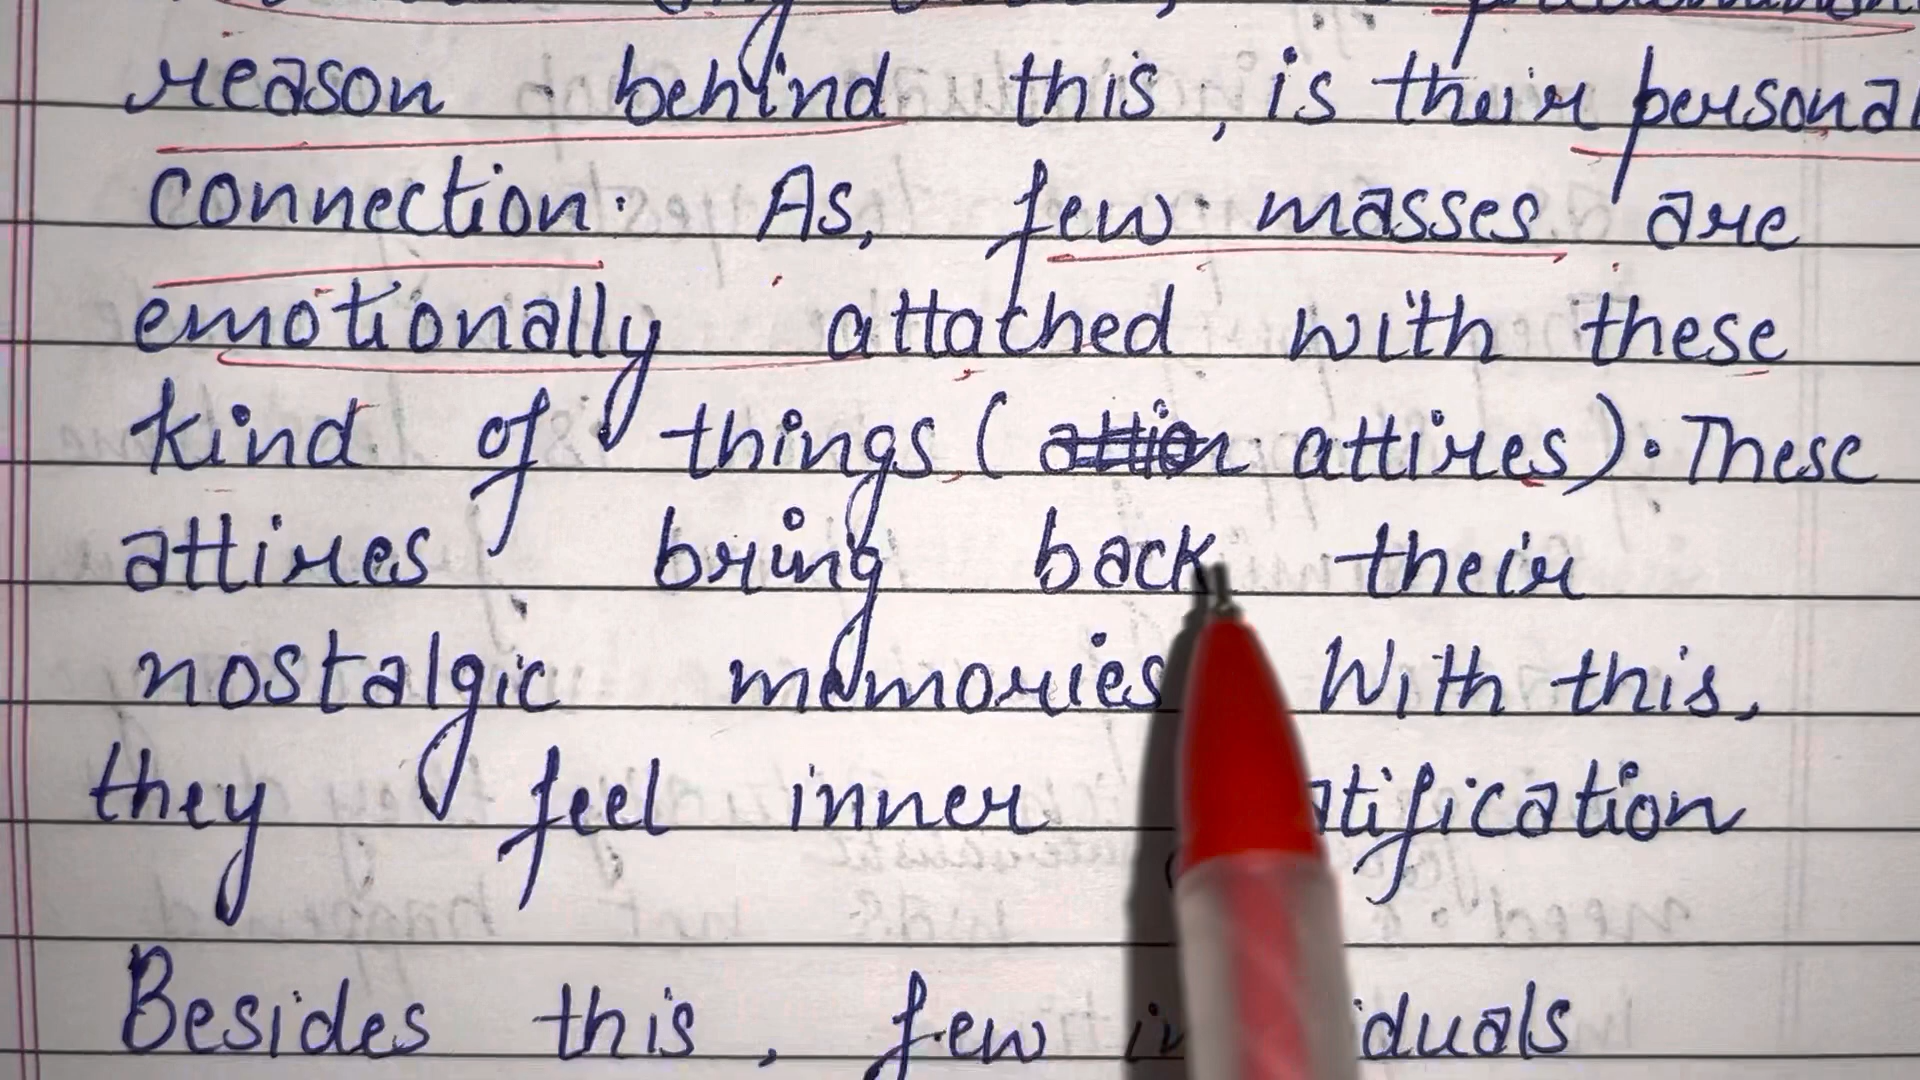 reason behind this, is their personal
connection. As, few masses are
emotionally attached with these
kind of things ( attires). These
attires bring back their
nostalgic memories With this,
they feel inner
Besides this, few